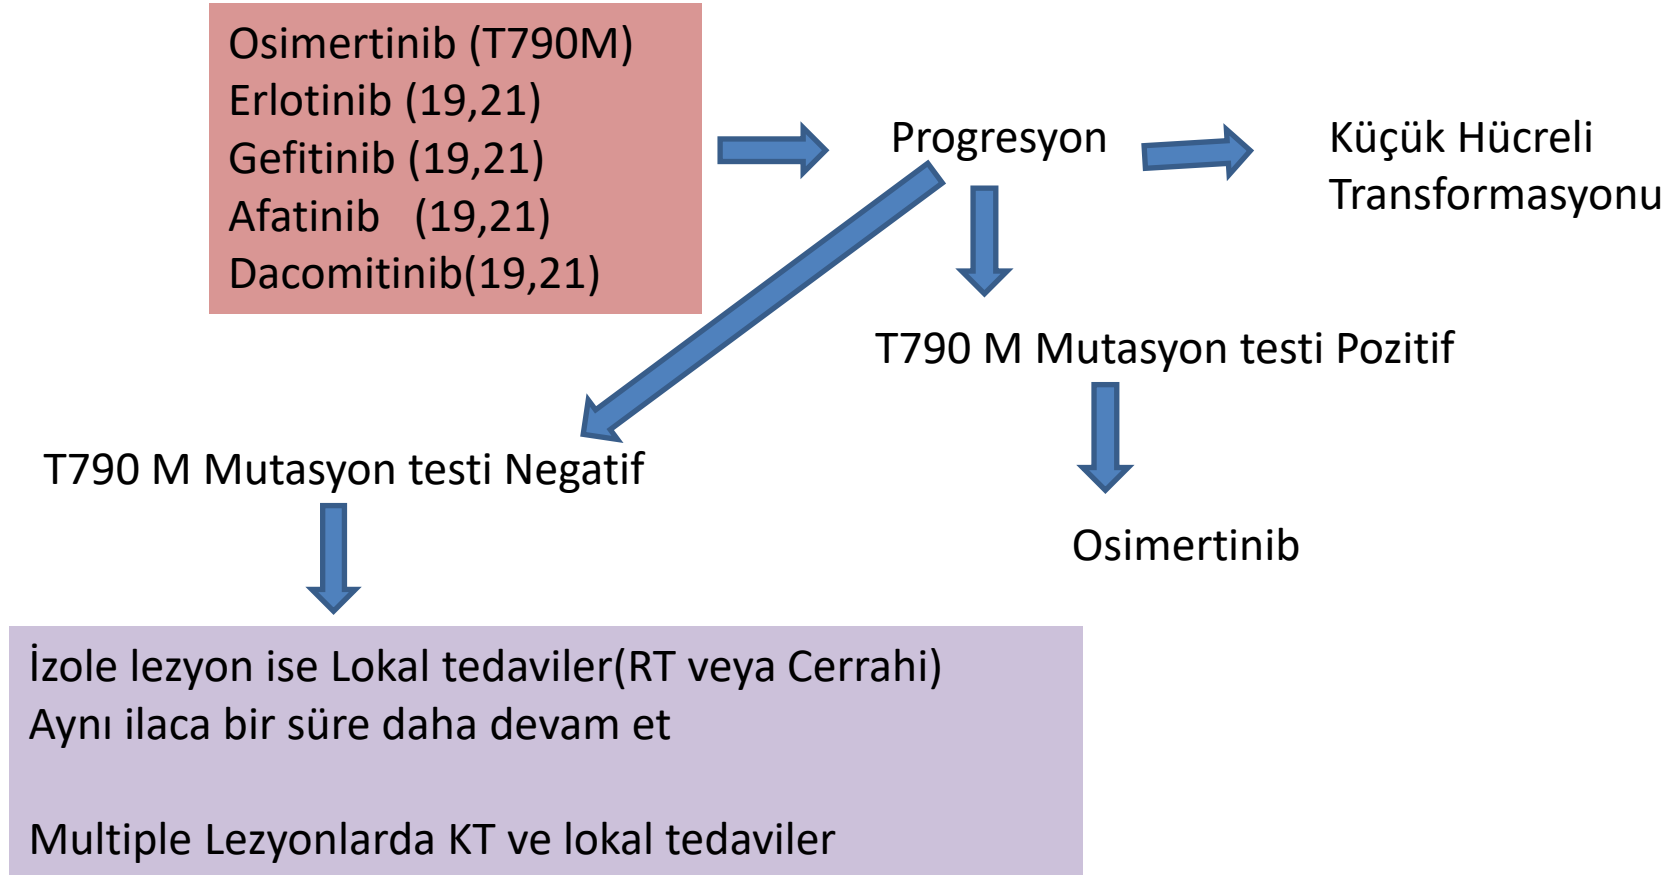 Osimertinib (T790M)
Erlotinib (19,21)
Gefitinib (19,21)
Afatinib (19,21)
Dacomitinib(19,21)
Progresyon
Küçük Hücreli
Transformasyonu
T790 M Mutasyon testi Pozitif
T790 M Mutasyon testi Negatif
Osimertinib
İzole lezyon ise Lokal tedaviler(RT veya Cerrahi)
Aynı ilaca bir süre daha devam et
Multiple Lezyonlarda KT ve lokal tedaviler